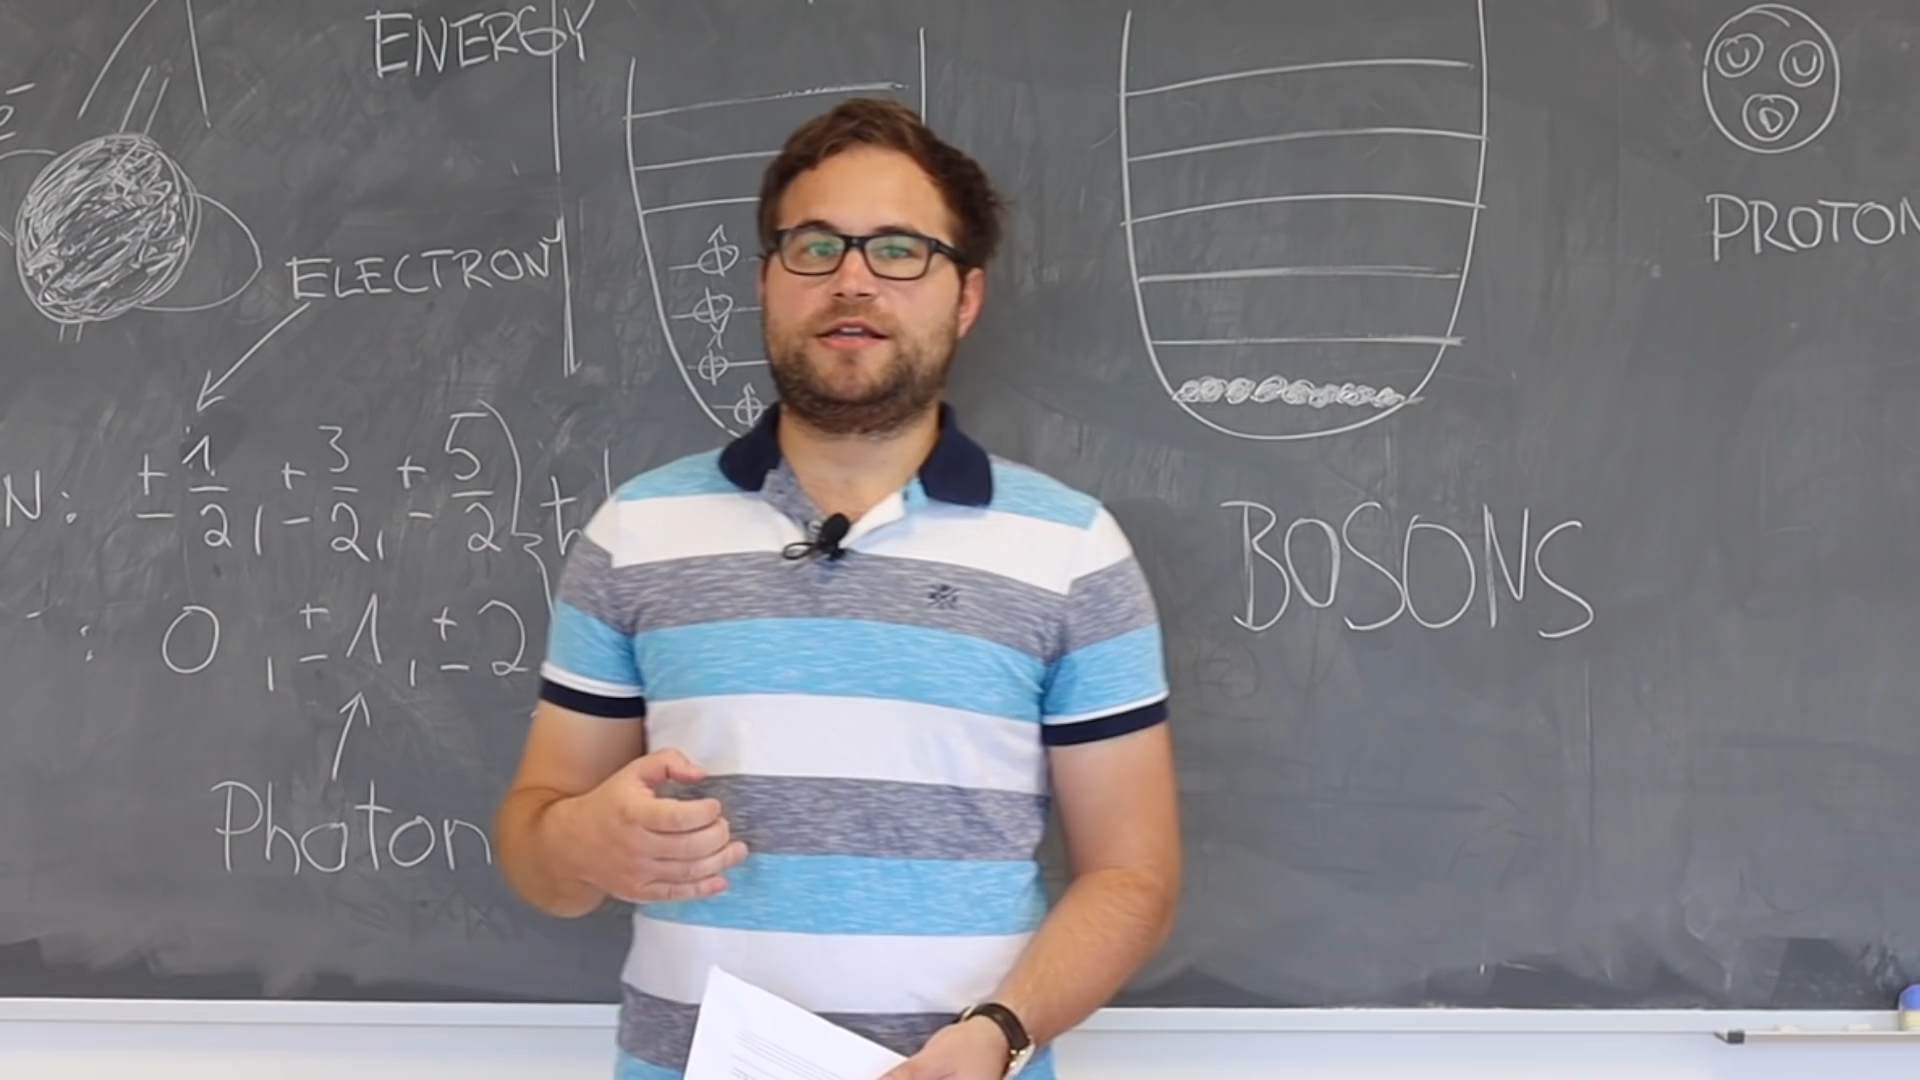 ENERGY
e⁻
U U
D
PROTON
ELECTRON
N: ± 1/2, ± 3/2, ± 5/2 } ħ
: 0, ± 1, ± 2
BOSONS
Photon